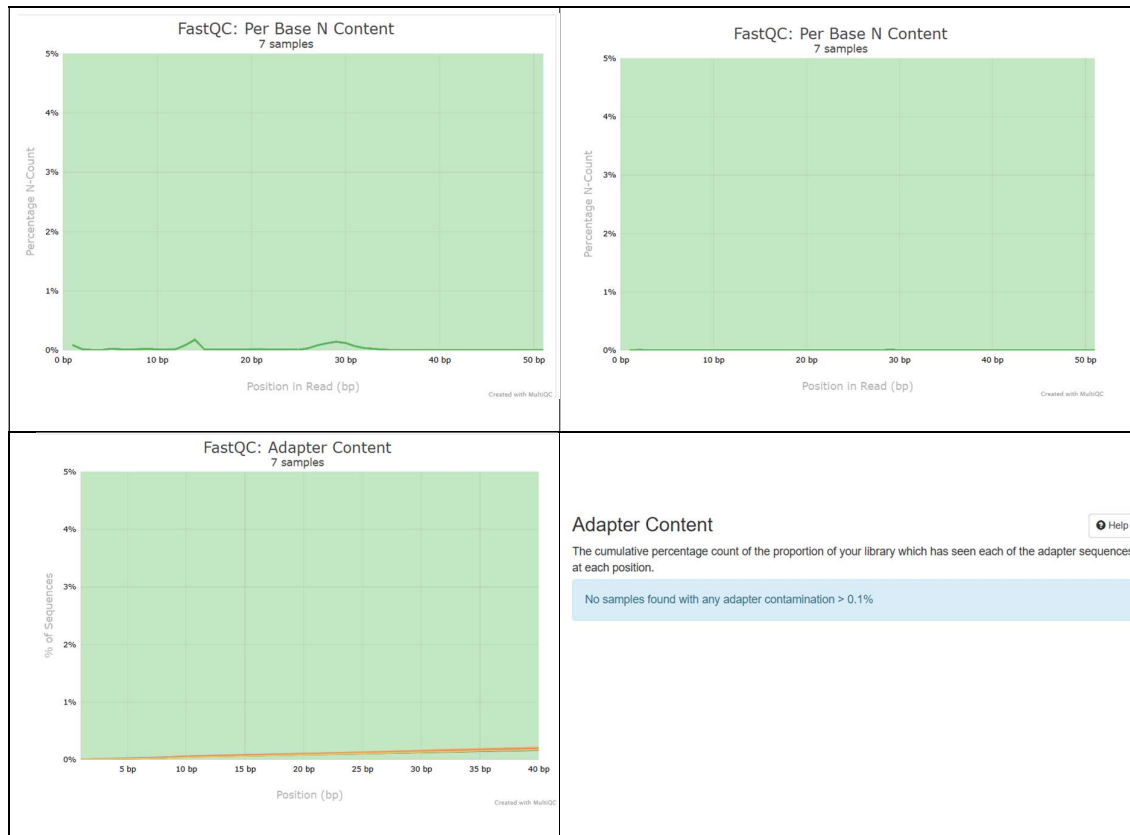 FastQC: Per Base N Content
7 samples
5%
4%
3%
2%
1%
0%
Percentage N-Count
0 bp 10 bp 20 bp 30 bp 40 bp 50 bp
Position in Read (bp)
Created with MultiQC
FastQC: Per Base N Content
7 samples
5%
4%
3%
2%
1%
0%
Percentage N-Count
0 bp 10 bp 20 bp 30 bp 40 bp 50 bp
Position in Read (bp)
Created with MultiQC
FastQC: Adapter Content
7 samples
5%
4%
3%
2%
1%
0%
% of Sequences
5 bp 10 bp 15 bp 20 bp 25 bp 30 bp 35 bp 40 bp
Position (bp)
Created with MultiQC
Adapter Content
Help
The cumulative percentage count of the proportion of your library which has seen each of the adapter sequences
at each position.
No samples found with any adapter contamination > 0.1%